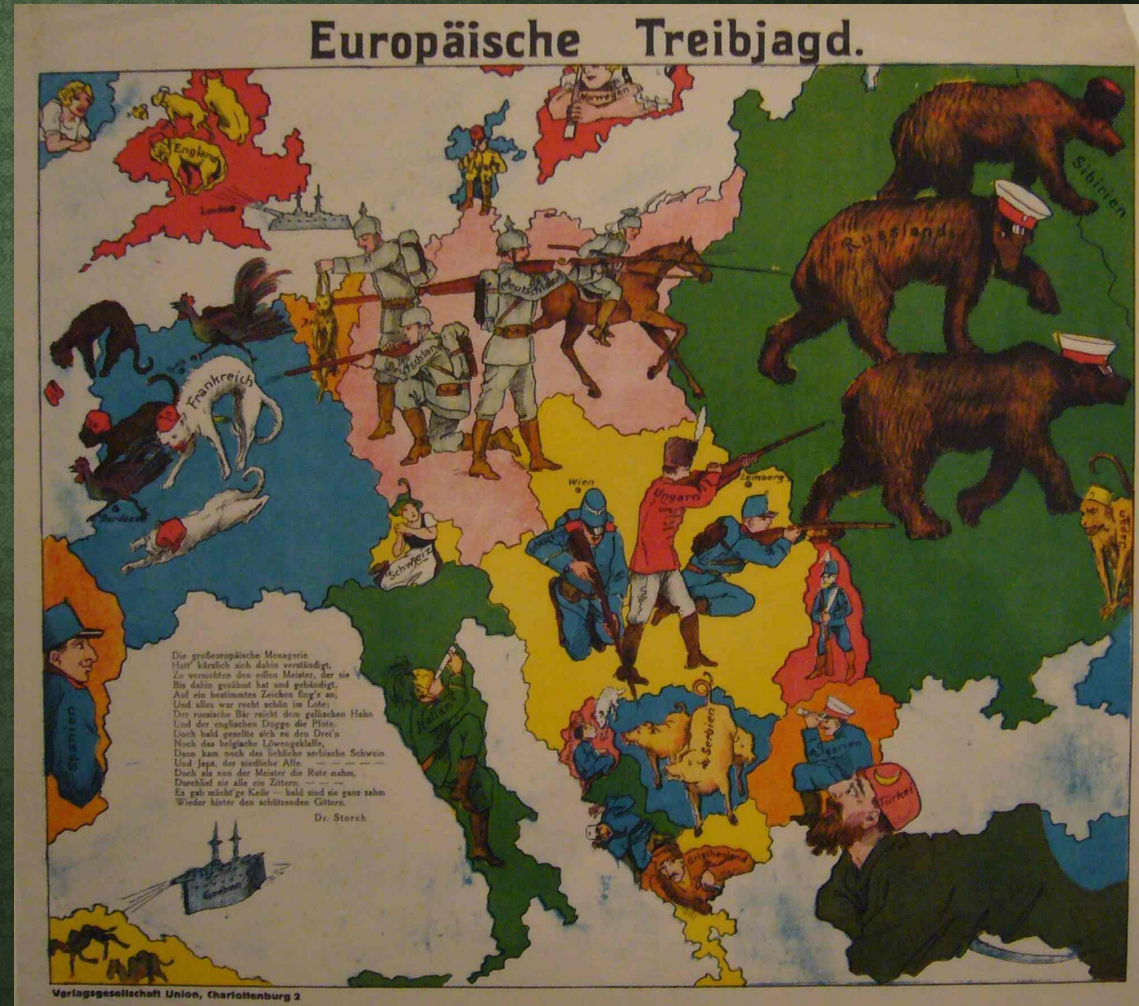 Europäische Treibjagd.
Norwegen
England
London
Sibirien
Russland
Deutschland
Deutschland
Frankreich
Bordeaux
Wien
Lemberg
Ungarn
Japan
Schweiz
Italien
Spanien
Serbien
Bulgarien
Türkei
Griechenland
Die großeuropäische Menagerie
Hatt' kürzlich sich dahin verständigt,
Zu vernichten den edlen Meister, der sie
Bis dahin gezähmt hat und gebändigt.
Auf ein bestimmtes Zeichen fing's an,
Und alles war recht schön im Lote;
Der russische Bär reicht dem gallischen Hahn
Und der englischen Dogge die Pfote.
Doch bald gesellte sich zu den Drei'n
Noch das belgische Löwengekläffe,
Dann kam noch das liebliche serbische Schwein
Und Japs, der niedliche Affe. — — — — —
Doch als nun der Meister die Rute nahm,
Durchlief sie alle ein Zittern. — — —
Es gab mächt'ge Keile — bald sind sie ganz zahm
Wieder hinter den schützenden Gittern.
Dr. Storch
Verlagsgesellschaft Union, Charlottenburg 2